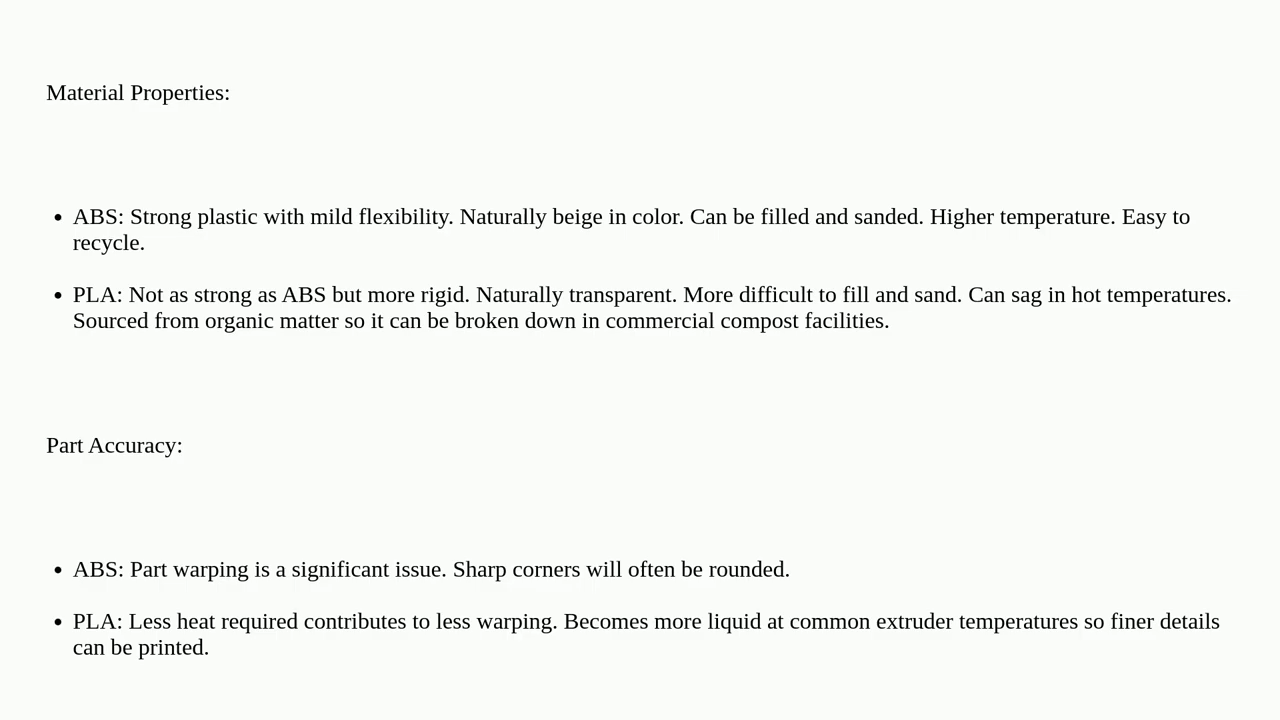 Material Properties:
• ABS: Strong plastic with mild flexibility. Naturally beige in color. Can be filled and sanded. Higher temperature. Easy to
recycle.
• PLA: Not as strong as ABS but more rigid. Naturally transparent. More difficult to fill and sand. Can sag in hot temperatures.
Sourced from organic matter so it can be broken down in commercial compost facilities.
Part Accuracy:
• ABS: Part warping is a significant issue. Sharp corners will often be rounded.
• PLA: Less heat required contributes to less warping. Becomes more liquid at common extruder temperatures so finer details
can be printed.